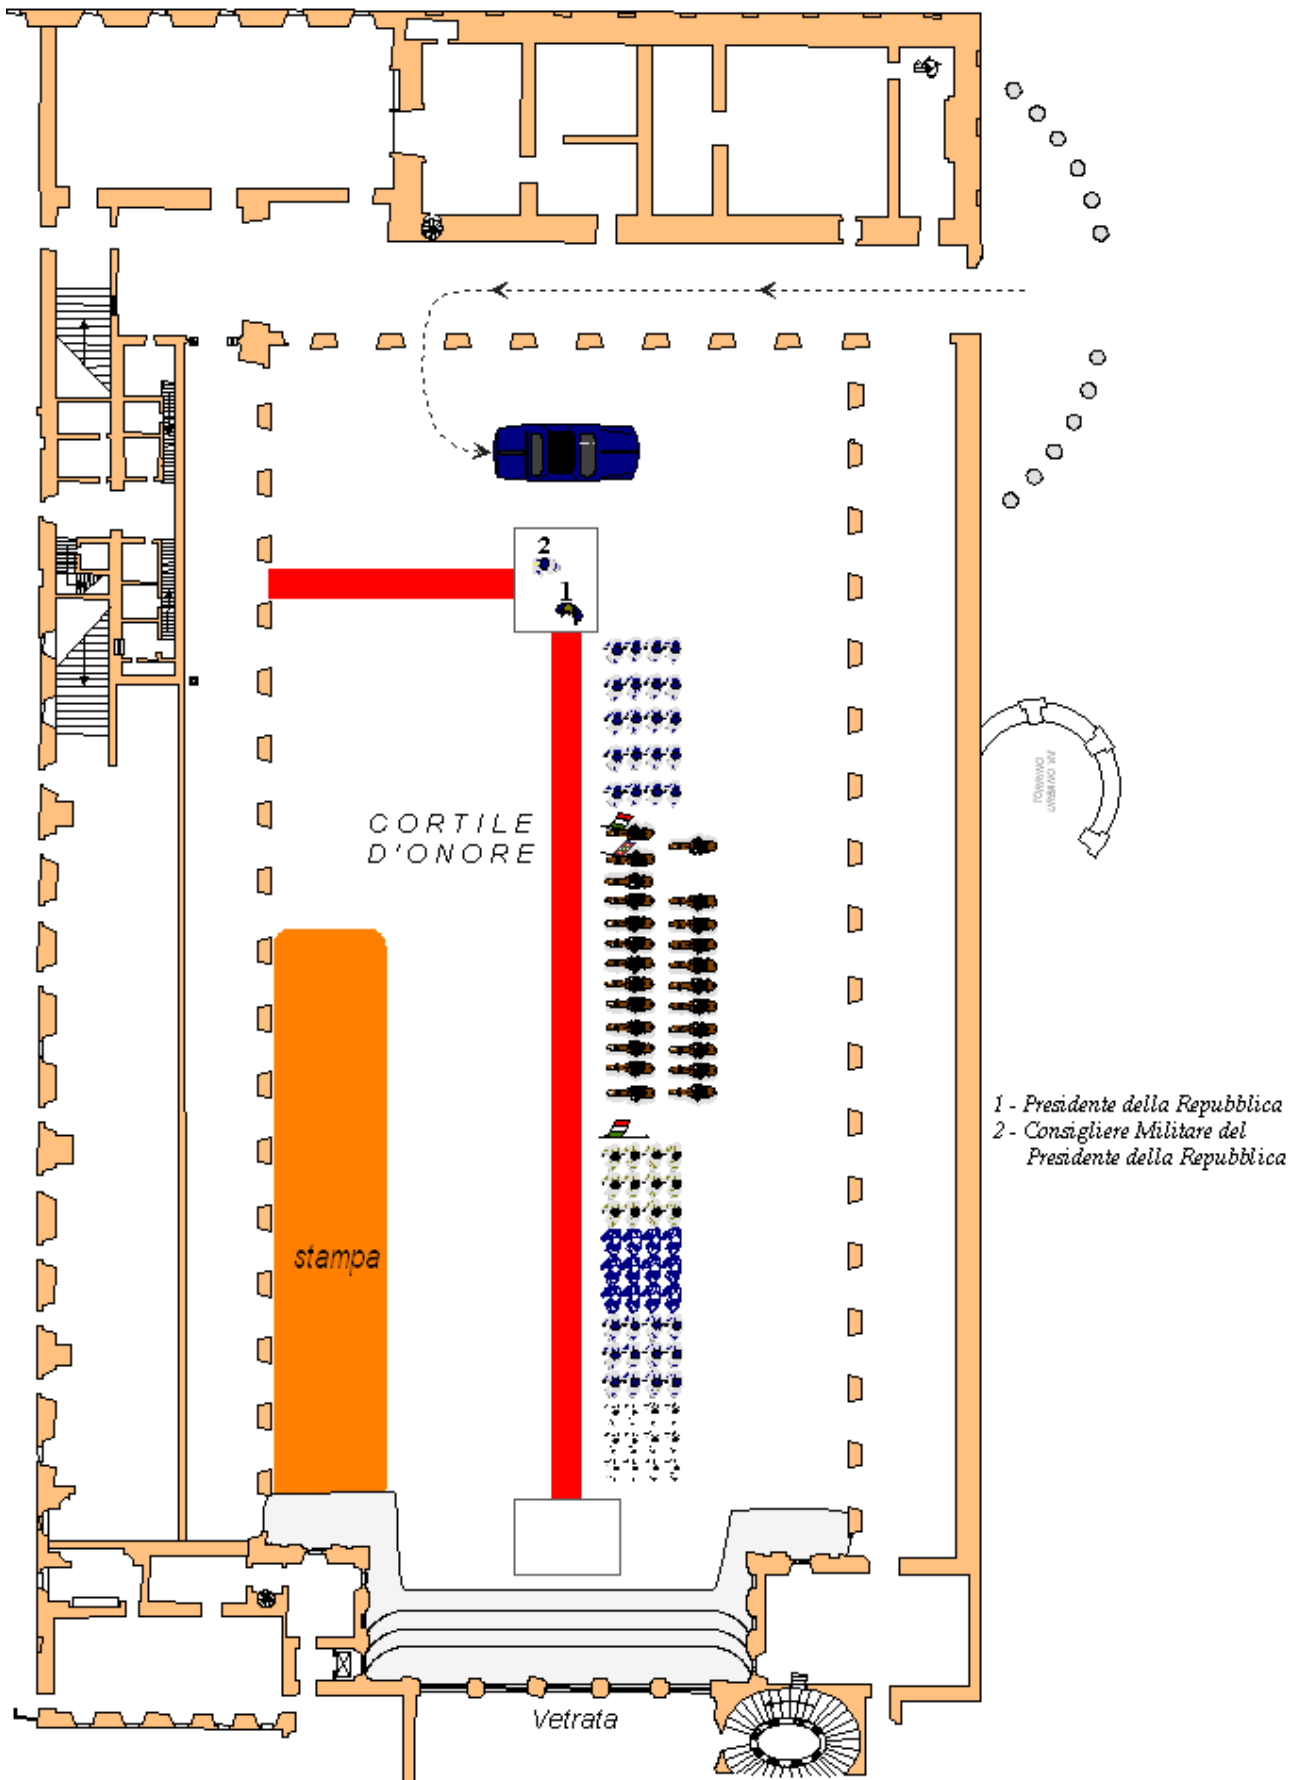 2
1
CORTILE
D'ONORE
1 - Presidente della Repubblica
2 - Consigliere Militare del
Presidente della Repubblica
stampa
Vetrata